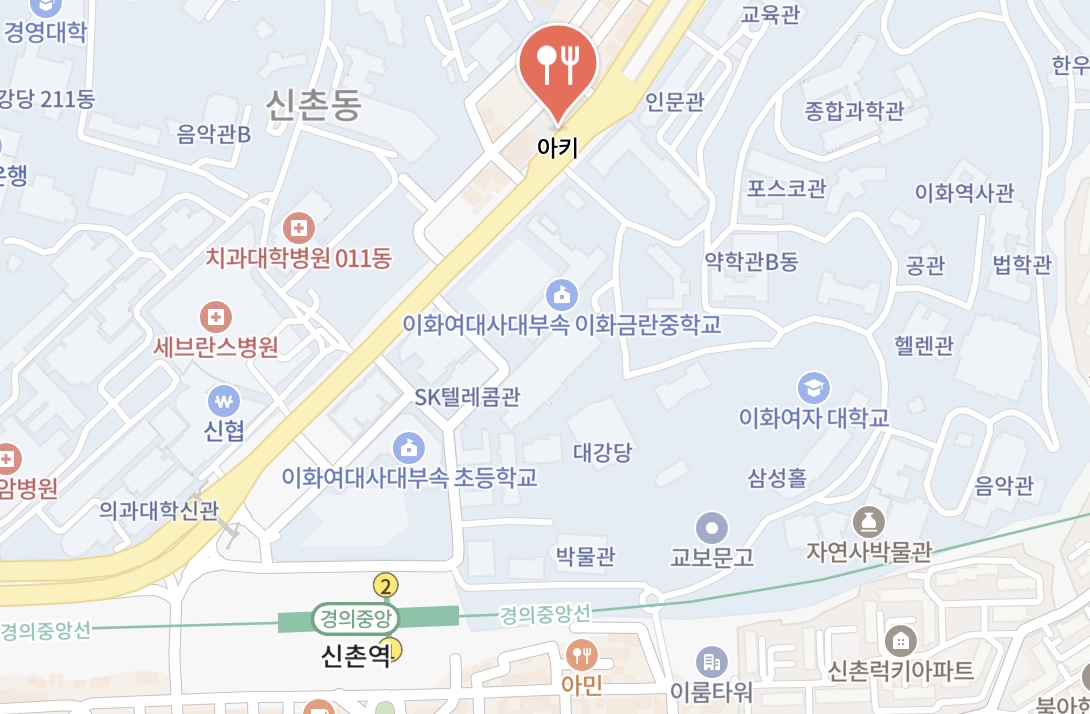 경영대학
교육관
한우
강당 211동
신촌동
인문관
종합과학관
음악관B
아키
은행
포스코관
이화역사관
치과대학병원 011동
약학관B동
공관
법학관
이화여대사대부속 이화금란중학교
세브란스병원
헬렌관
SK텔레콤관
이화여자 대학교
₩
신협
대강당
이화여대사대부속 초등학교
삼성홀
암병원
음악관
의과대학신관
박물관
교보문고
자연사박물관
2
경의중앙
경의중앙선
경의중앙선
신촌역
아민
이룸타워
신촌럭키아파트
북아현